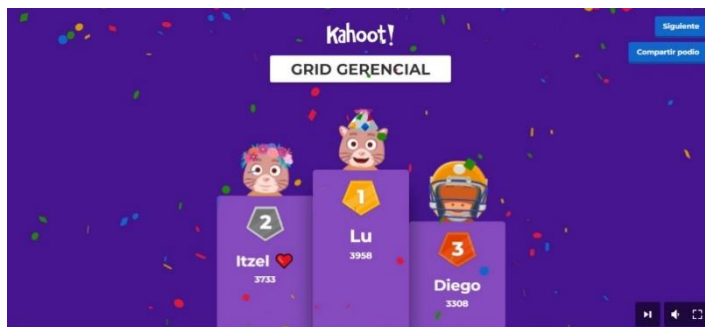 Kahoot!
Siguiente
GRID GERENCIAL
Compartir podio
1
Lu
3958
2
Itzel ❤
3733
3
Diego
3308